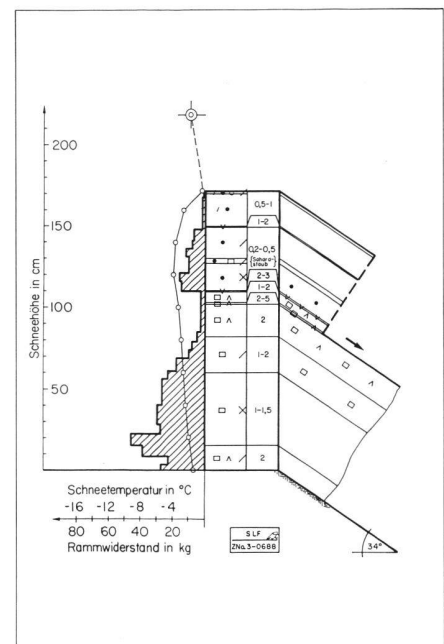 200
150
100
50
Schneehöhe in cm
0,5-1
1-2
0,2-0,5
(Sahara-
staub)
2-3
1-2
2-5
2
1-2
1-1,5
2
Schneetemperatur in °C
-16 -12 -8 -4
80 60 40 20
Rammwiderstand in kg
SLF
ZNo.3-0688
34°